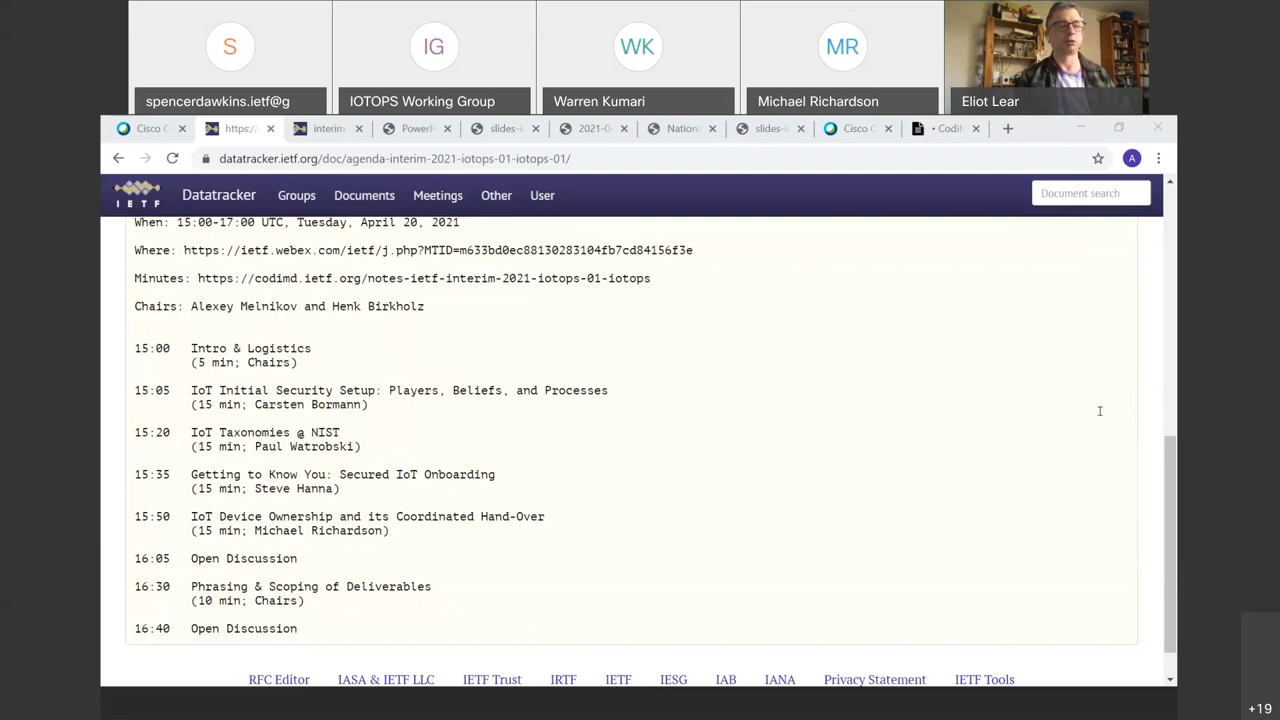 S
IG
WK
MR
spencerdawkins.ietf@g
IOTOPS Working Group
Warren Kumari
Michael Richardson
Eliot Lear
Cisco C
https:/
interim
PowerP
slides-i
2021-0
Nationa
slides-i
Cisco C
• CodiM
datatracker.ietf.org/doc/agenda-interim-2021-iotops-01-iotops-01/
A
I E T F
Datatracker
Groups
Documents
Meetings
Other
User
Document search
When: 15:00-17:00 UTC, Tuesday, April 20, 2021
Where: https://ietf.webex.com/ietf/j.php?MTID=m633bd0ec88130283104fb7cd84156f3e
Minutes: https://codimd.ietf.org/notes-ietf-interim-2021-iotops-01-iotops
Chairs: Alexey Melnikov and Henk Birkholz
15:00 Intro & Logistics
(5 min; Chairs)
15:05 IoT Initial Security Setup: Players, Beliefs, and Processes
(15 min; Carsten Bormann)
15:20 IoT Taxonomies @ NIST
(15 min; Paul Watrobski)
15:35 Getting to Know You: Secured IoT Onboarding
(15 min; Steve Hanna)
15:50 IoT Device Ownership and its Coordinated Hand-Over
(15 min; Michael Richardson)
16:05 Open Discussion
16:30 Phrasing & Scoping of Deliverables
(10 min; Chairs)
16:40 Open Discussion
RFC Editor IASA & IETF LLC IETF Trust IRTF IETF IESG IAB IANA Privacy Statement IETF Tools
+19